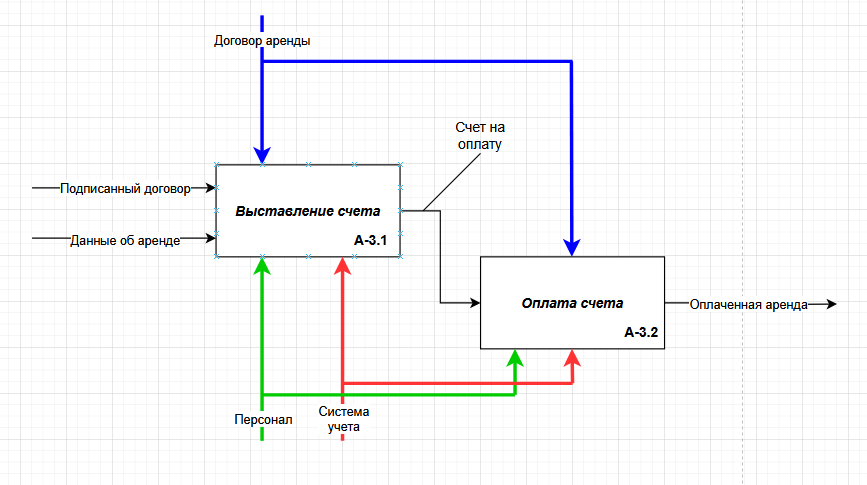 Договор аренды
Счет на
оплату
Подписанный договор
Выставление счета
Данные об аренде
А-3.1
Оплата счета
Оплаченная аренда
А-3.2
Персонал
Система
учета